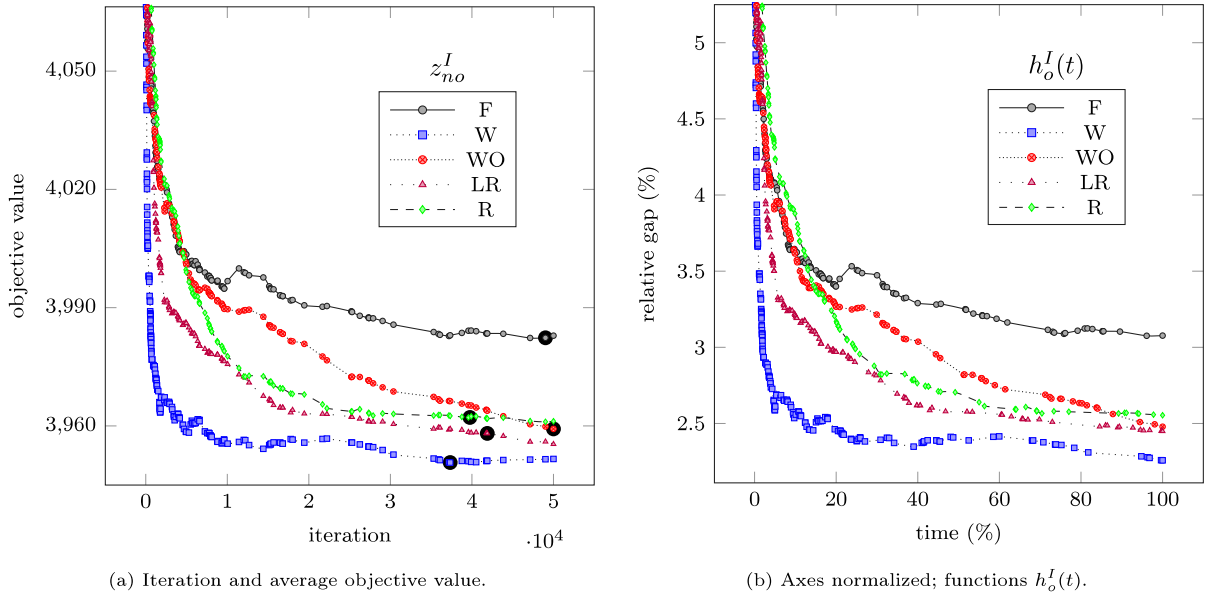 4,050
4,020
3,990
3,960
objective value
0
1
2
3
4
5
iteration
·10^4
z^I_no
F
W
WO
LR
R
(a) Iteration and average objective value.
5
4.5
4
3.5
3
2.5
relative gap (%)
0
20
40
60
80
100
time (%)
h^I_o(t)
F
W
WO
LR
R
(b) Axes normalized; functions h^I_o(t).